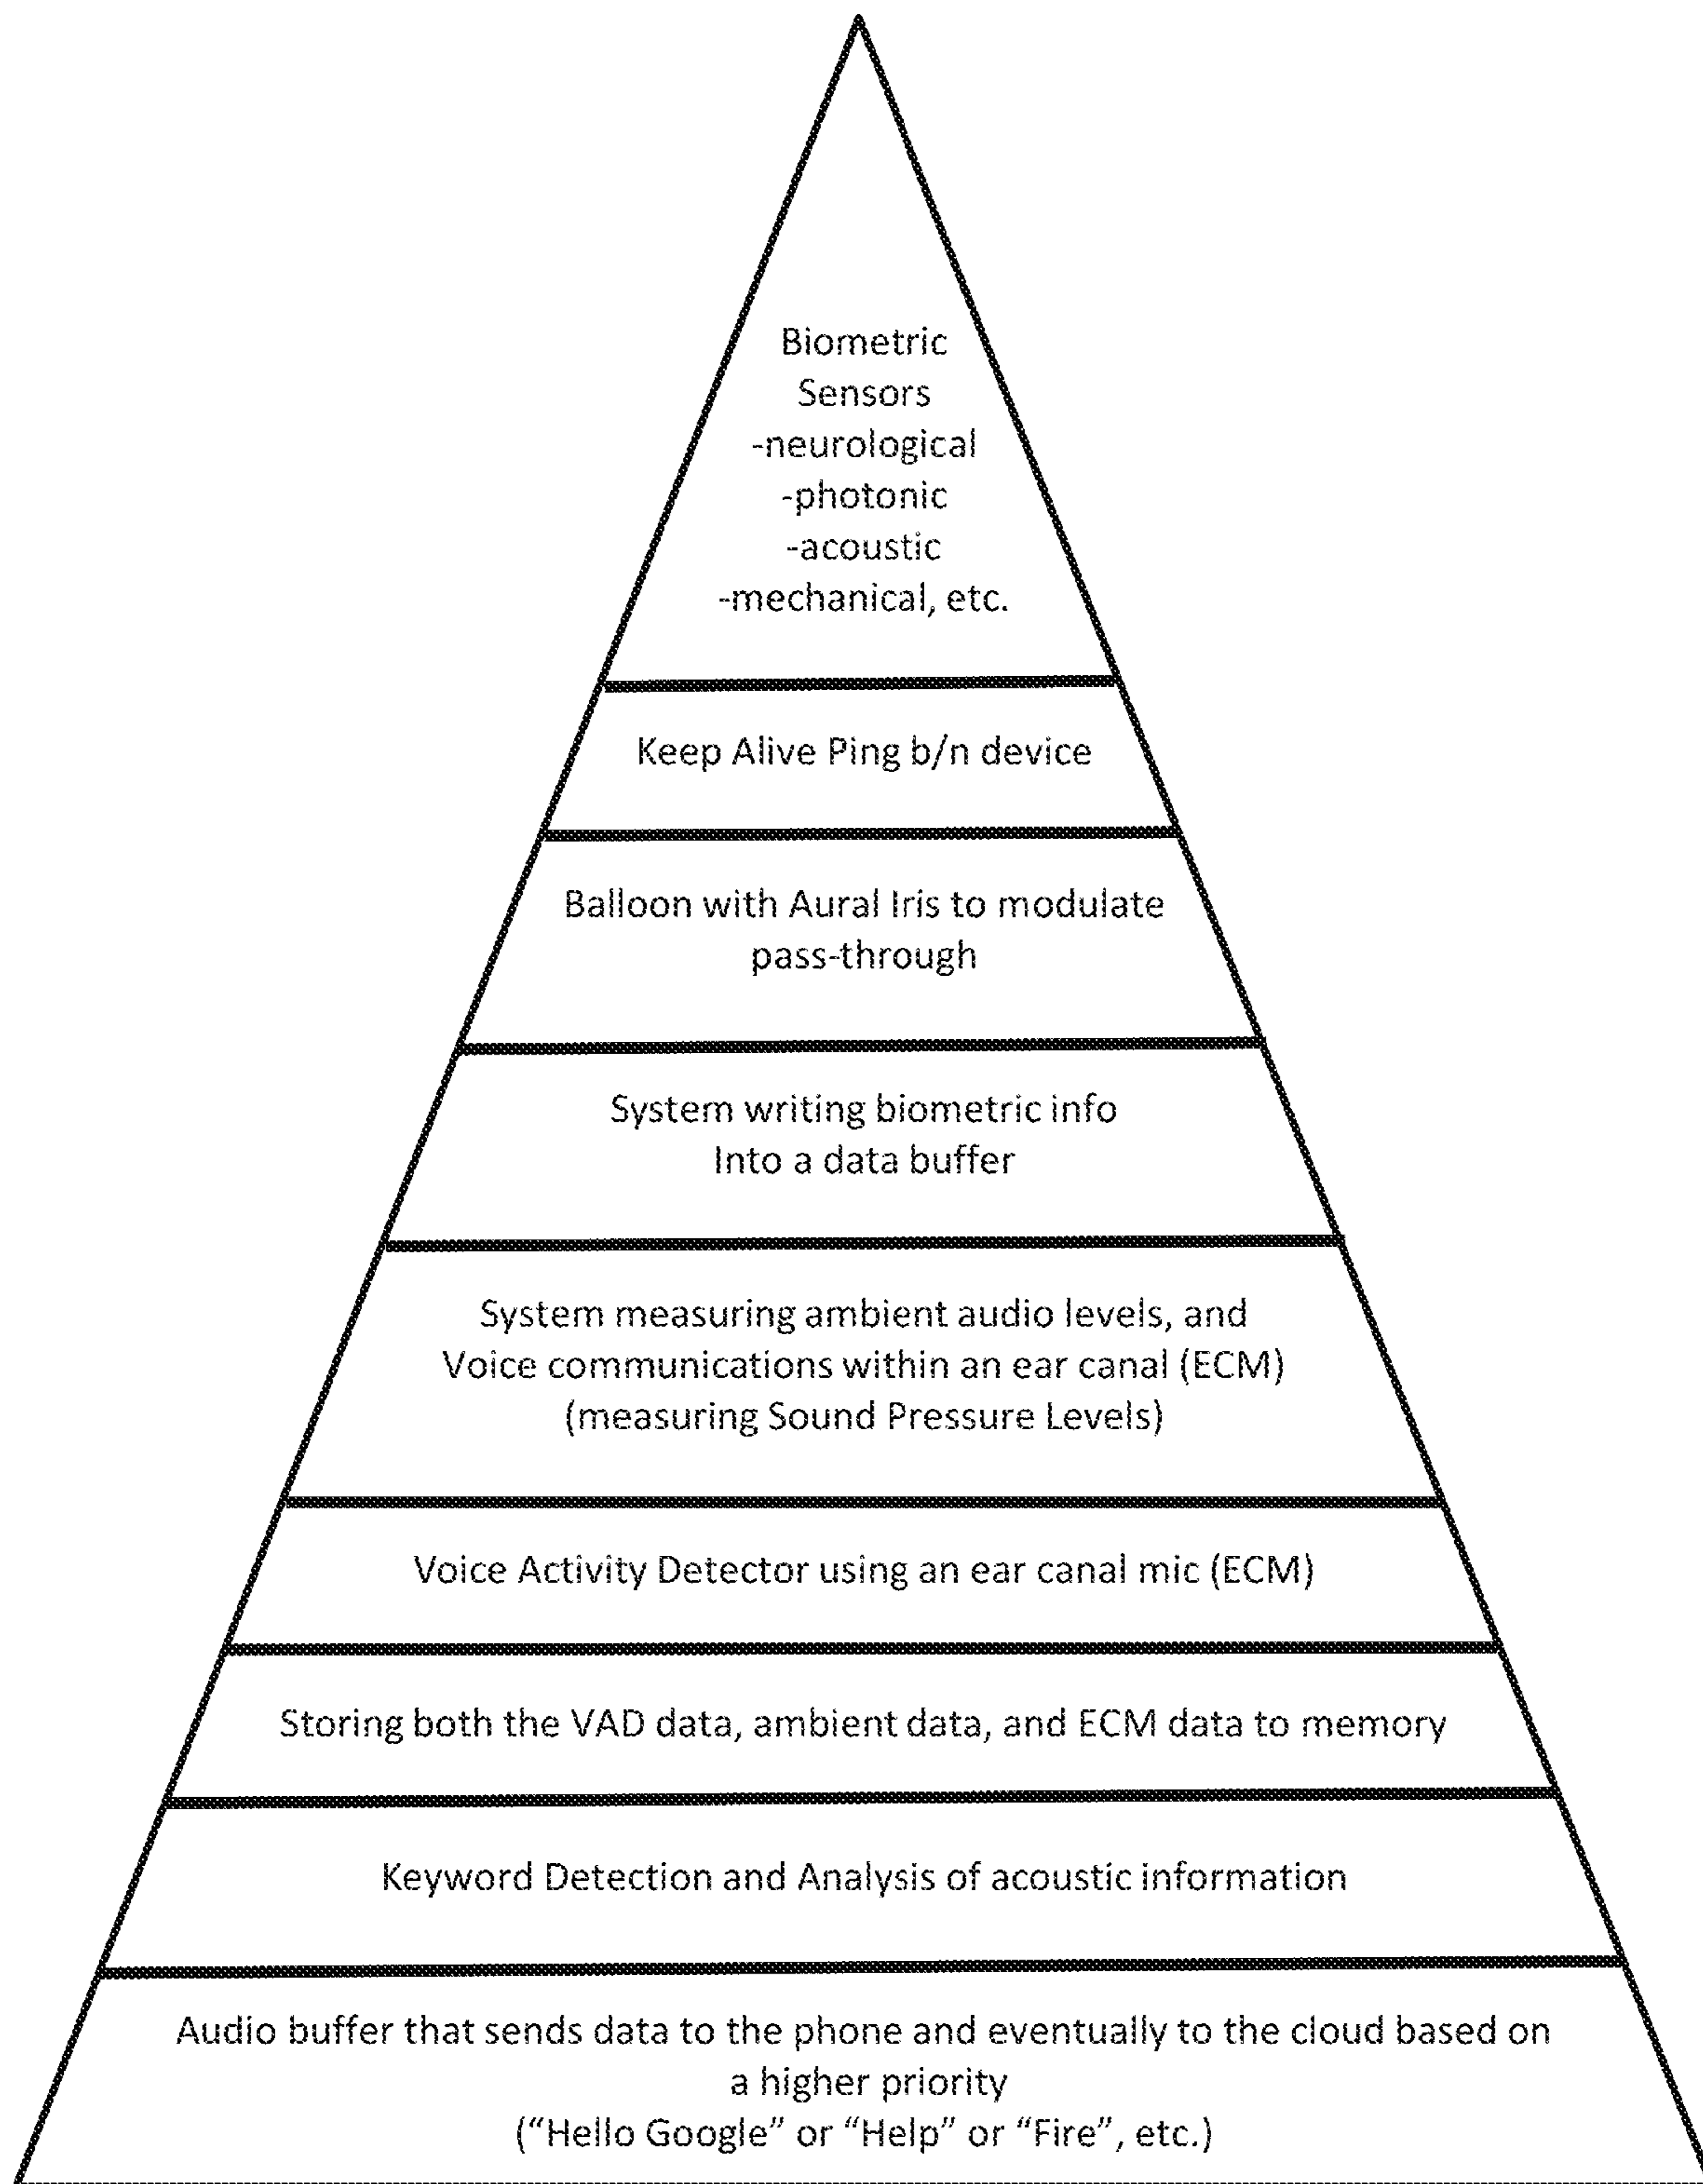 Biometric
Sensors
-neurological
-photonic
-acoustic
-mechanical, etc.
Keep Alive Ping b/n device
Balloon with Aural Iris to modulate
pass-through
System writing biometric info
Into a data buffer
System measuring ambient audio levels, and
Voice communications within an ear canal (ECM)
(measuring Sound Pressure Levels)
Voice Activity Detector using an ear canal mic (ECM)
Storing both the VAD data, ambient data, and ECM data to memory
Keyword Detection and Analysis of acoustic information
Audio buffer that sends data to the phone and eventually to the cloud based on
a higher priority
(“Hello Google” or “Help” or “Fire”, etc.)